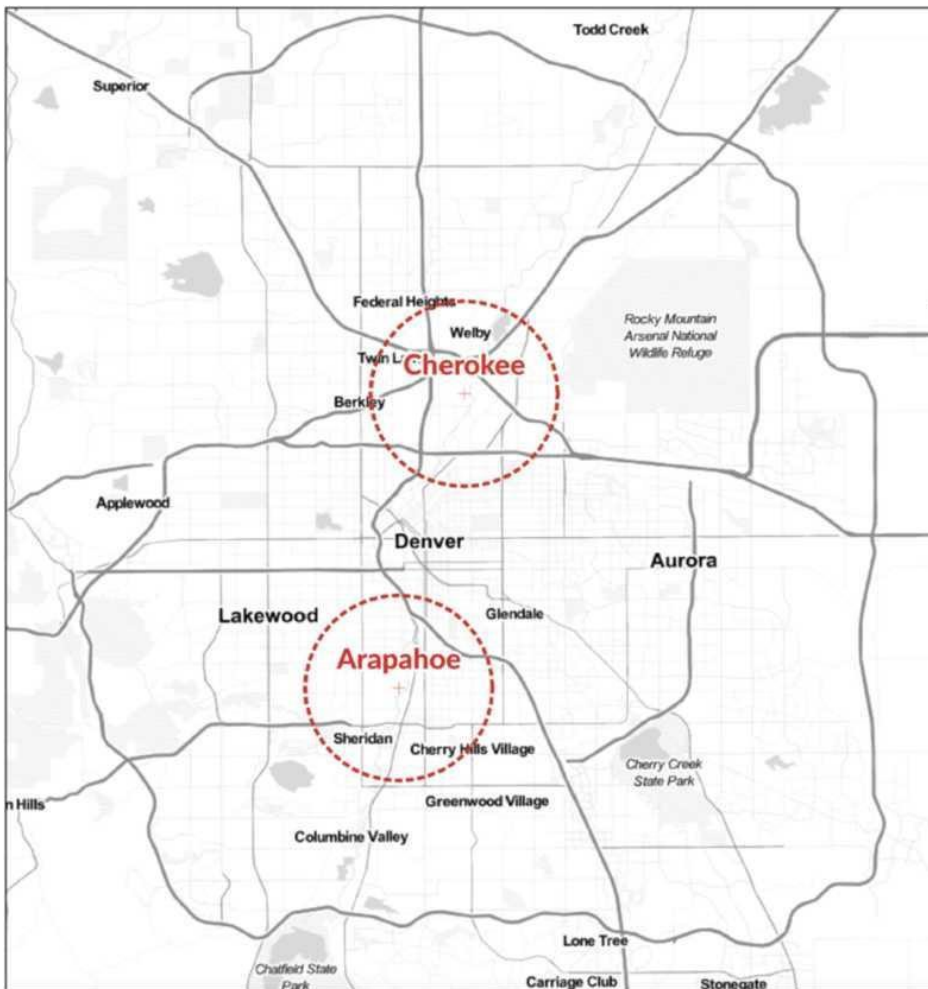 Todd Creek
Superior
Federal Heights
Welby
Rocky Mountain
Arsenal National
Wildlife Refuge
Twin L
Cherokee
Berkley
Applewood
Denver
Aurora
Lakewood
Glendale
Arapahoe
Sheridan
Cherry Hills Village
Cherry Creek
State Park
n Hills
Greenwood Village
Columbine Valley
Lone Tree
Chatfield State
Park
Carriage Club
Stonegate